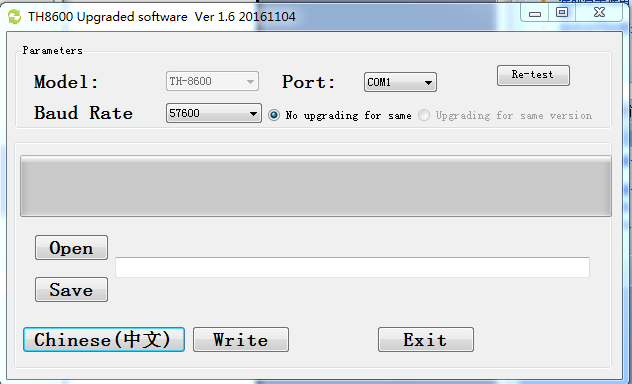 TH8600 Upgraded software Ver 1.6 20161104
Parameters
Model: TH-8600 Port: COM1 Re-test
Baud Rate 57600 No upgrading for same Upgrading for same version
Open
Save
Chinese(中文) Write Exit